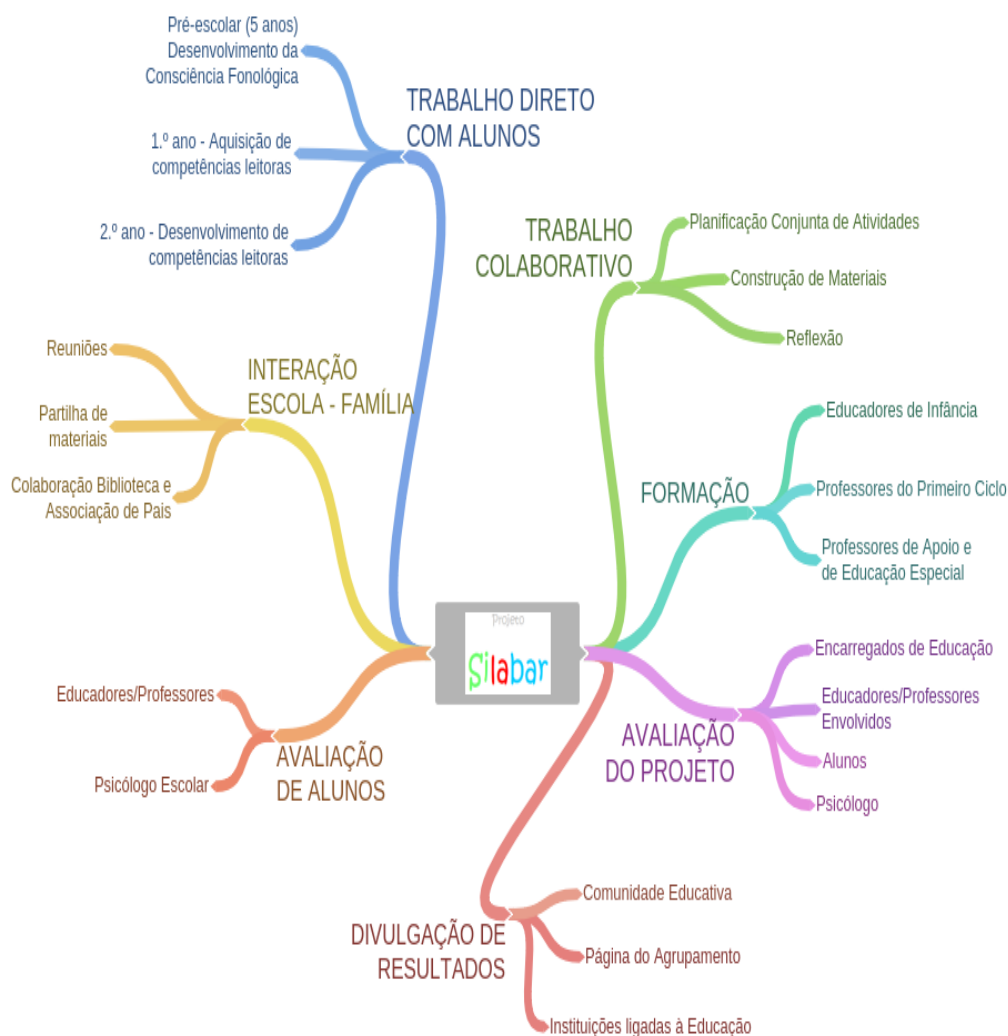 Pré-escolar (5 anos)
Desenvolvimento da
Consciência Fonológica
TRABALHO DIRETO
COM ALUNOS
1.º ano - Aquisição de
competências leitoras
2.º ano - Desenvolvimento de
competências leitoras
TRABALHO
COLABORATIVO
Planificação Conjunta de Atividades
Construção de Materiais
Reflexão
INTERAÇÃO
ESCOLA - FAMÍLIA
Reuniões
Partilha de
materiais
Colaboração Biblioteca e
Associação de Pais
FORMAÇÃO
Educadores de Infância
Professores do Primeiro Ciclo
Professores de Apoio e
de Educação Especial
Projeto
Silabar
AVALIAÇÃO
DE ALUNOS
Educadores/Professores
Psicólogo Escolar
AVALIAÇÃO
DO PROJETO
Encarregados de Educação
Educadores/Professores
Envolvidos
Alunos
Psicólogo
DIVULGAÇÃO DE
RESULTADOS
Comunidade Educativa
Página do Agrupamento
Instituições ligadas à Educação